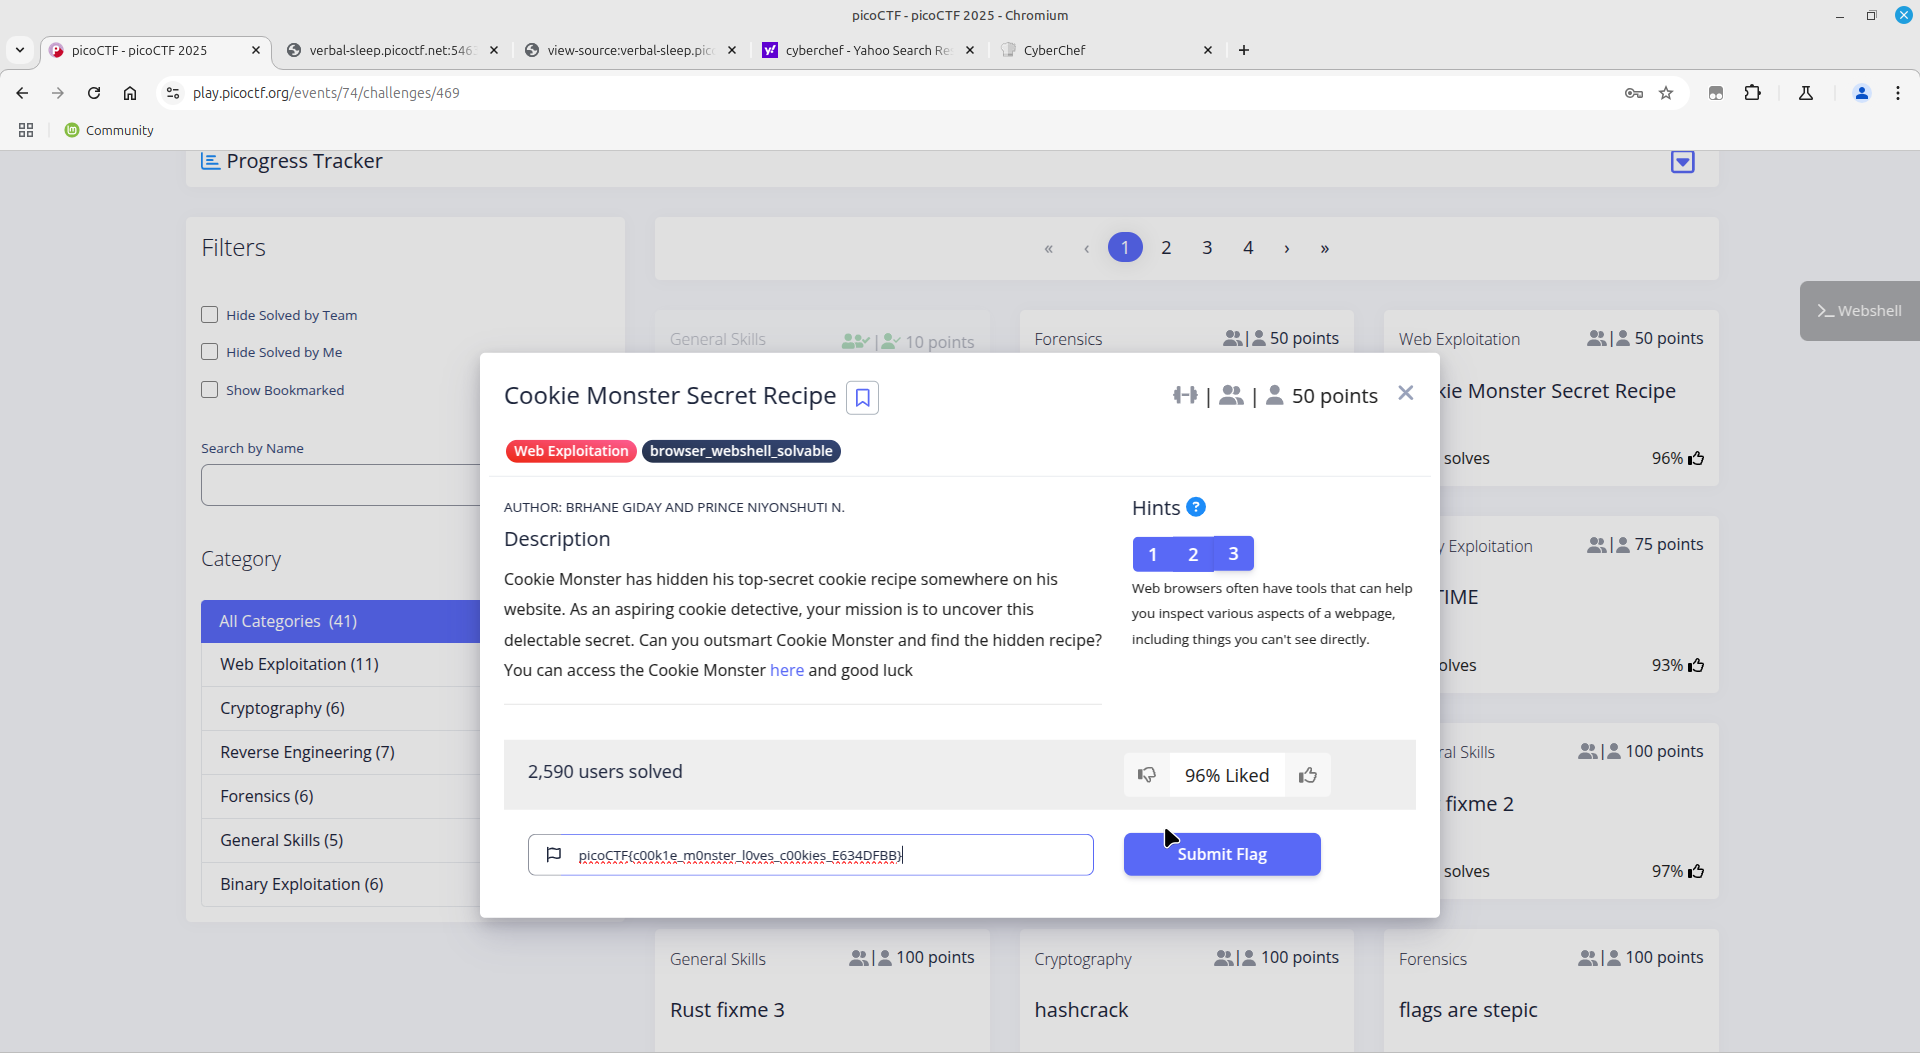 picoCTF - picoCTF 2025 - Chromium
picoCTF - picoCTF 2025
verbal-sleep.picoctf.net:546
view-source:verbal-sleep.pic
cyberchef - Yahoo Search Re
CyberChef
play.picoctf.org/events/74/challenges/469
Community
Progress Tracker
Filters
Hide Solved by Team
Hide Solved by Me
Show Bookmarked
Search by Name
Category
All Categories (41)
Web Exploitation (11)
Cryptography (6)
Reverse Engineering (7)
Forensics (6)
General Skills (5)
Binary Exploitation (6)
« ‹ 1 2 3 4 › »
Webshell
General Skills | 10 points
Forensics | 50 points
Web Exploitation | 50 points
kie Monster Secret Recipe
solves 96%
y Exploitation | 75 points
TIME
olves 93%
ral Skills | 100 points
fixme 2
solves 97%
Cookie Monster Secret Recipe
| | 50 points
Web Exploitation browser_webshell_solvable
AUTHOR: BRHANE GIDAY AND PRINCE NIYONSHUTI N.
Description
Cookie Monster has hidden his top-secret cookie recipe somewhere on his
website. As an aspiring cookie detective, your mission is to uncover this
delectable secret. Can you outsmart Cookie Monster and find the hidden recipe?
You can access the Cookie Monster here and good luck
Hints ?
1 2 3
Web browsers often have tools that can help
you inspect various aspects of a webpage,
including things you can't see directly.
2,590 users solved
96% Liked
picoCTF{c00k1e_m0nster_l0ves_c00kies_E634DFBB}
Submit Flag
General Skills | 100 points
Rust fixme 3
Cryptography | 100 points
hashcrack
Forensics | 100 points
flags are stepic